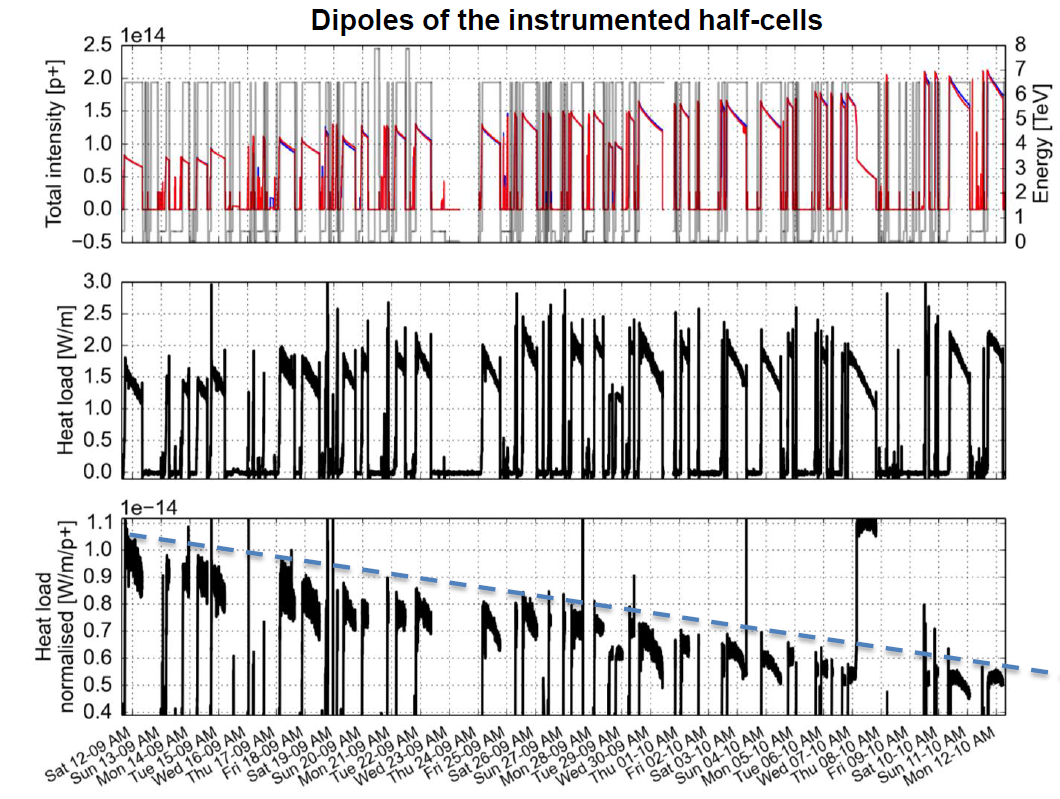 Dipoles of the instrumented half-cells
1e14
2.5
2.0
1.5
1.0
0.5
0.0
−0.5
Total intensity [p+]
8
7
6
5
4
3
2
1
0
Energy [TeV]
3.0
2.5
2.0
1.5
1.0
0.5
0.0
Heat load [W/m]
1e−14
1.1
1.0
0.9
0.8
0.7
0.6
0.5
0.4
Heat load
normalised [W/m/p+]
Sat 12-09 AM
Sun 13-09 AM
Mon 14-09 AM
Tue 15-09 AM
Wed 16-09 AM
Thu 17-09 AM
Fri 18-09 AM
Sat 19-09 AM
Sun 20-09 AM
Mon 21-09 AM
Tue 22-09 AM
Wed 23-09 AM
Thu 24-09 AM
Fri 25-09 AM
Sat 26-09 AM
Sun 27-09 AM
Mon 28-09 AM
Tue 29-09 AM
Wed 30-09 AM
Thu 01-10 AM
Fri 02-10 AM
Sat 03-10 AM
Sun 04-10 AM
Mon 05-10 AM
Tue 06-10 AM
Wed 07-10 AM
Thu 08-10 AM
Fri 09-10 AM
Sat 10-10 AM
Sun 11-10 AM
Mon 12-10 AM